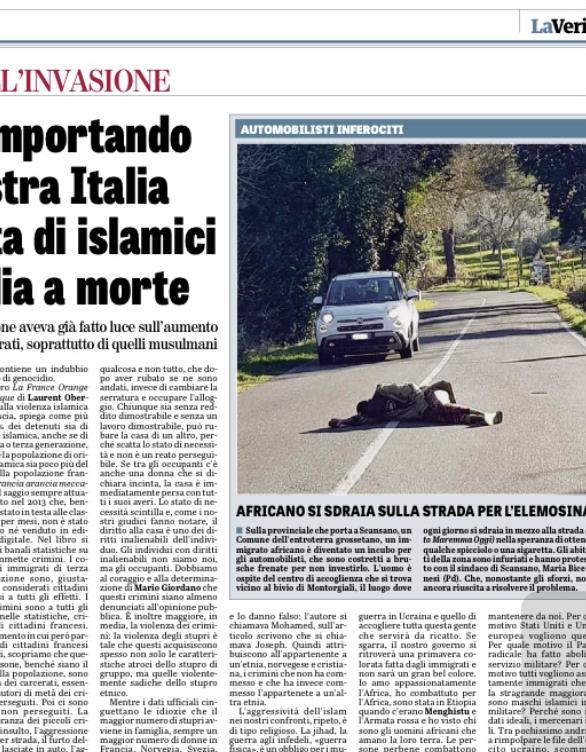 LaVeri
L'INVASIONE
mportando
stra Italia
ta di islamici
lia a morte
one aveva già fatto luce sull'aumento
rati, soprattutto di quelli musulmani
AUTOMOBILISTI INFEROCITI
AFRICANO SI SDRAIA SULLA STRADA PER L'ELEMOSINA
Sulla provinciale che porta a Scansano, un
Comune dell'entroterra grossetano, un im-
migrato africano è diventato un incubo per
gli automobilisti, che sono costretti a bru-
sche frenate per non investirlo. L'uomo è
ospite del centro di accoglienza che si trova
vicino al bivio di Montorgiali, il luogo dove
ogni giorno si sdraia in mezzo alla strada
to Maremma Oggi) nella speranza di otten
qualche spicciolo o una sigaretta. Gli abit
ti della zona sono infuriati e hanno protes
to con il sindaco di Scansano, Maria Bice
nesi (Pd). Che, nonostante gli sforzi, no
ancora riuscita a risolvere il problema.
ontiene un indubbio
di genocidio.
ro La France Orange
que di Laurent Ober-
ulla violenza islamica
ncia, spiega come più
% dei detenuti sia di
islamica, anche se di
a o terza generazione,
e la popolazione di ori-
amica sia poco più del
lla popolazione fran-
rancia arancia mecca-
l saggio sempre attua-
to nel 2013 che, ben-
stato in testa alle clas-
per mesi, non è stato
né venduto in edi-
digitale. Nel libro si
i banali statistiche su
mmette crimini. I co-
i immigrati di terza
zione sono, giusta-
considerati cittadini
i a tutti gli effetti. I
rimini sono a tutti gli
nelle statistiche, cri-
i cittadini francesi.
mento in cui però par-
di cittadini francesi
i, scopriamo che que-
sone, benché siano il
lla popolazione, sono
dei carcerati, essen-
utori di metà dei cri-
erseguiti. Poi ci sono
non perseguiti. La
oranza dei piccoli cri-
insulto, l'aggressione
er strada, il furto del-
asciate in auto, l'ar-
qualcosa e non tutto, che do-
po aver rubato se ne sono
andati, invece di cambiare la
serratura e occupare l'allog-
gio. Chiunque sia senza red-
dito dimostrabile e senza un
lavoro dimostrabile, può ru-
bare la casa di un altro, per-
ché scatta lo stato di necessi-
tà e non è un reato persegui-
bile. Se tra gli occupanti c'è
anche una donna che si di-
chiara incinta, la casa è im-
mediatamente persa con tut-
ti i suoi averi. Lo stato di ne-
cessità scintilla e, come i no-
stri giudici fanno notare, il
diritto alla casa è uno dei di-
ritti inalienabili dell'indivi-
duo. Gli individui con diritti
inalienabili non siamo noi,
ma gli occupanti. Dobbiamo
al coraggio e alla determina-
zione di Mario Giordano che
questi crimini siano almeno
denunciati all'opinione pub-
blica. È inoltre maggiore, in
media, la violenza dei crimi-
ni: la violenza degli stupri è
tale che questi acquisiscono
spesso non solo le caratteri-
stiche atroci dello stupro di
gruppo, ma quelle violente-
mente sadiche dello stupro
etnico.
Mentre i dati ufficiali cin-
guettano le idiozie che il
maggior numero di stupri av-
viene in famiglia, sempre un
maggior numero di donne in
Francia, Norvegia, Svezia,
e lo danno falso: l'autore si
chiamava Mohamed, sull'ar-
ticolo scrivono che si chia-
mava Joseph. Quindi attri-
buiscono all'appartenente a
un'etnia, norvegese e cristia-
na, i crimini che non ha com-
messo e che ha invece com-
messo l'appartenete a un'al-
tra etnia.
L'aggressività dell'islam
nei nostri confronti, ripeto, è
di tipo religioso. La jihad, la
guerra agli infedeli, «guerra
fisica», è un obbligo per i mu-
guerra in Ucraina e quello di
accogliere tutta questa gente
che servirà da ricatto. Se
sgarra, il nostro governo si
ritroverà una primavera co-
lorata fatta dagli immigrati e
non sarà un gran bel colore.
Io amo appassionatamente
l'Africa, ho combattuto per
l'Africa, sono stata in Etiopia
quando c'erano Menghistu e
l'Armata rossa e ho visto chi
sono gli uomini africani che
amano la loro terra. Le per-
sone perbene combattono
mantenere da noi. Per q
motivo Stati Uniti e Un
europea vogliono que
Per quale motivo il Pa
radicale ha fatto aboli
servizio militare? Per
motivo tutti vogliono as
tamente immigrati che
la stragrande maggior
sono maschi islamici in
militare? Perché sono i
dati ideali, i mercenari
li. Tra pochissimo anda
a rimpolpare le file dell
cito ucraino, sono